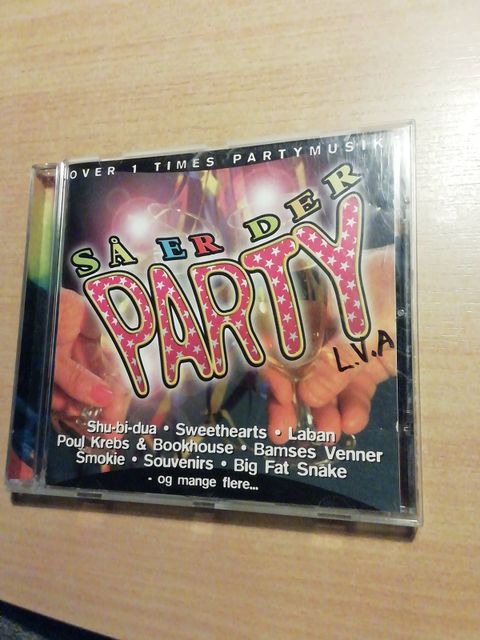 OVER 1 TIMES PARTYMUSIK
SÅ ER DER
PARTY
L.V.A
Shu-bi-dua • Sweethearts • Laban
Poul Krebs & Bookhouse • Bamses Venner
Smokie • Souvenirs • Big Fat Snake
- og mange flere...